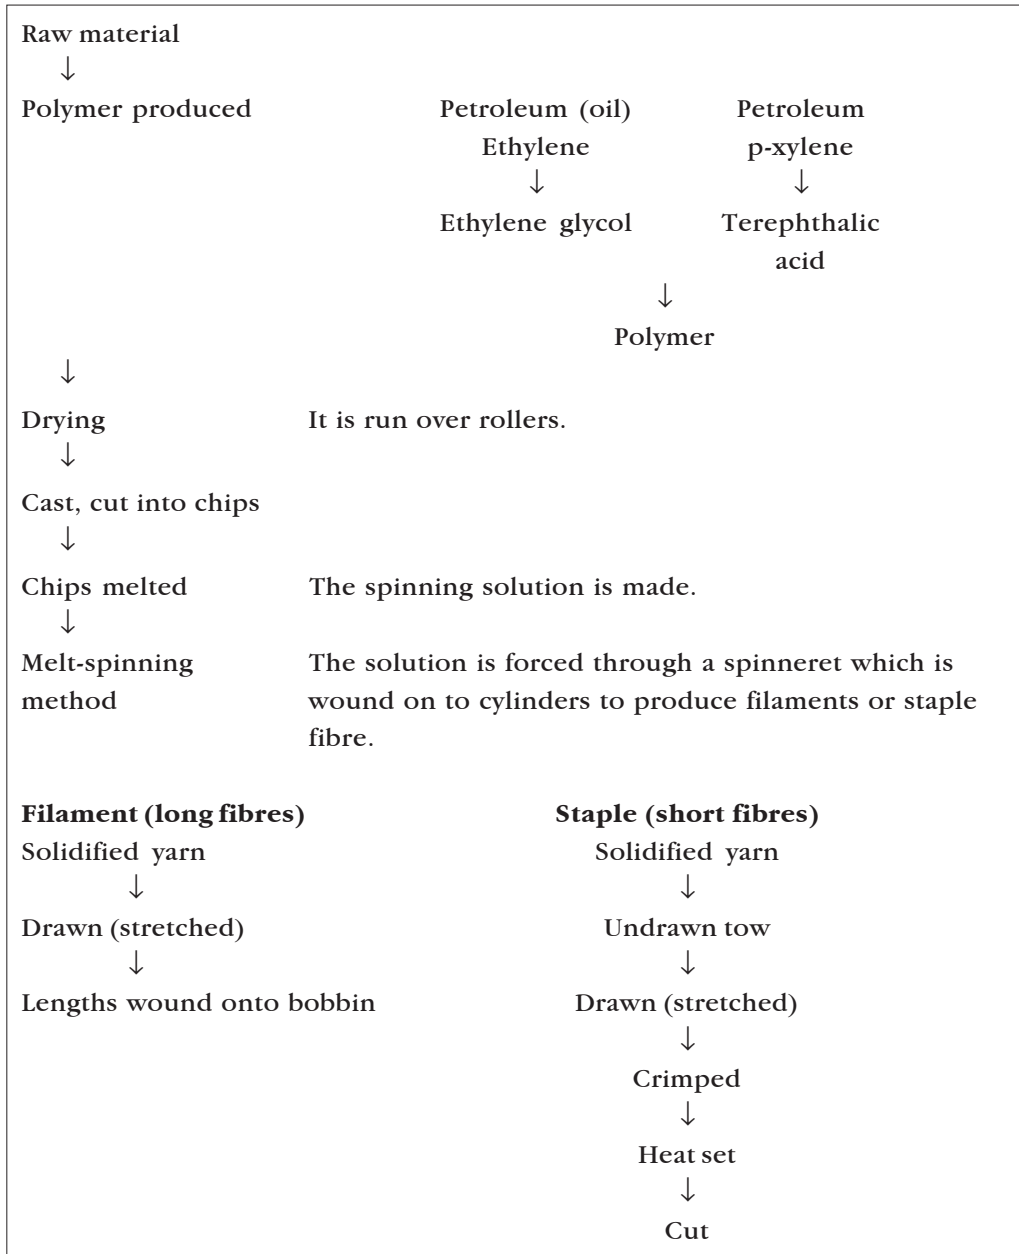 Raw material
↓
Polymer produced Petroleum (oil) Petroleum
Ethylene p-xylene
↓ ↓
Ethylene glycol Terephthalic
acid
↓
Polymer
↓
Drying It is run over rollers.
↓
Cast, cut into chips
↓
Chips melted The spinning solution is made.
↓
Melt-spinning The solution is forced through a spinneret which is
method wound on to cylinders to produce filaments or staple
fibre.
Filament (long fibres) Staple (short fibres)
Solidified yarn Solidified yarn
↓ ↓
Drawn (stretched) Undrawn tow
↓ ↓
Lengths wound onto bobbin Drawn (stretched)
↓
Crimped
↓
Heat set
↓
Cut